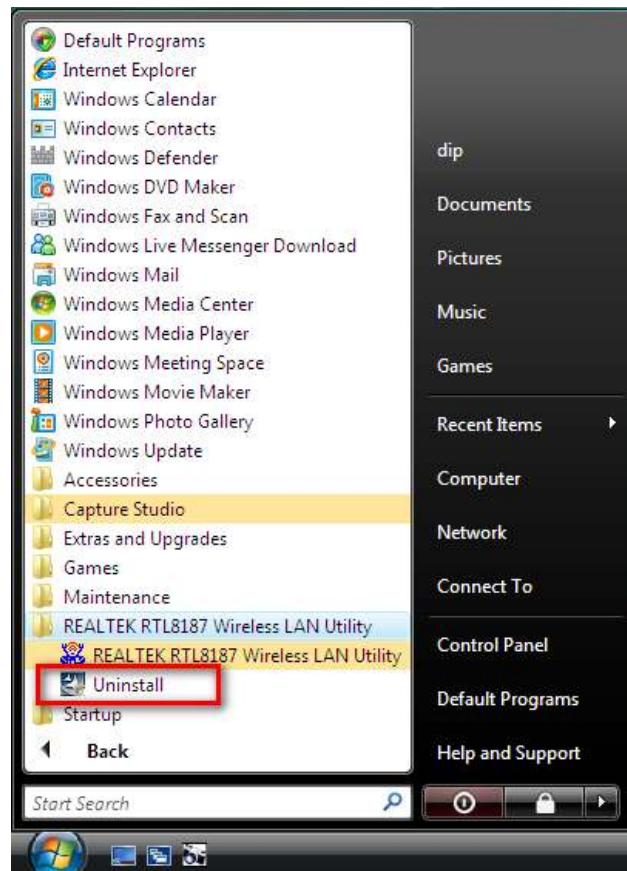 Default Programs
Internet Explorer
Windows Calendar
Windows Contacts
Windows Defender
Windows DVD Maker
Windows Fax and Scan
Windows Live Messenger Download
Windows Mail
Windows Media Center
Windows Media Player
Windows Meeting Space
Windows Movie Maker
Windows Photo Gallery
Windows Update
Accessories
Capture Studio
Extras and Upgrades
Games
Maintenance
REALTEK RTL8187 Wireless LAN Utility
REALTEK RTL8187 Wireless LAN Utility
Uninstall
Startup
Back
Start Search
dip
Documents
Pictures
Music
Games
Recent Items
Computer
Network
Connect To
Control Panel
Default Programs
Help and Support